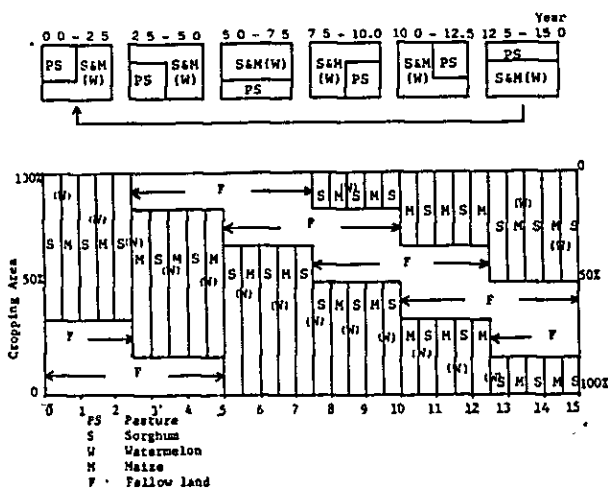 Year
0 0 - 2 5 2 5 - 5 0 5 0 - 7 5 7 5 - 10.0 10 0 - 12.5 12 5 - 15 0
PS S&M (W) PS S&M (W) S&M(W) PS S&M (W) PS S&M (W) PS PS S&M(W)
100% 0
(W) (W) F (W)
S M S M S (W) M S M S M S M S M S M S M S M S M S M S
F
50% 50%
Cropping Area
F F F F
0 100%
0 1 2 3 4 5 6 7 8 9 10 11 12 13 14 15
PS Pasture
S Sorghum
W Watermelon
M Maize
F Fallow land